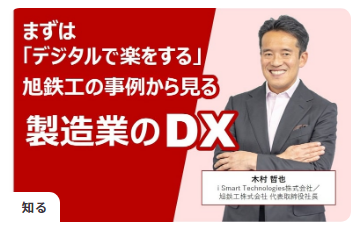 まずは
「デジタルで楽をする」
旭鉄工の事例から見る
製造業のDX
木村 哲也
i Smart Technologies株式会社／
旭鉄工株式会社 代表取締役社長
知る